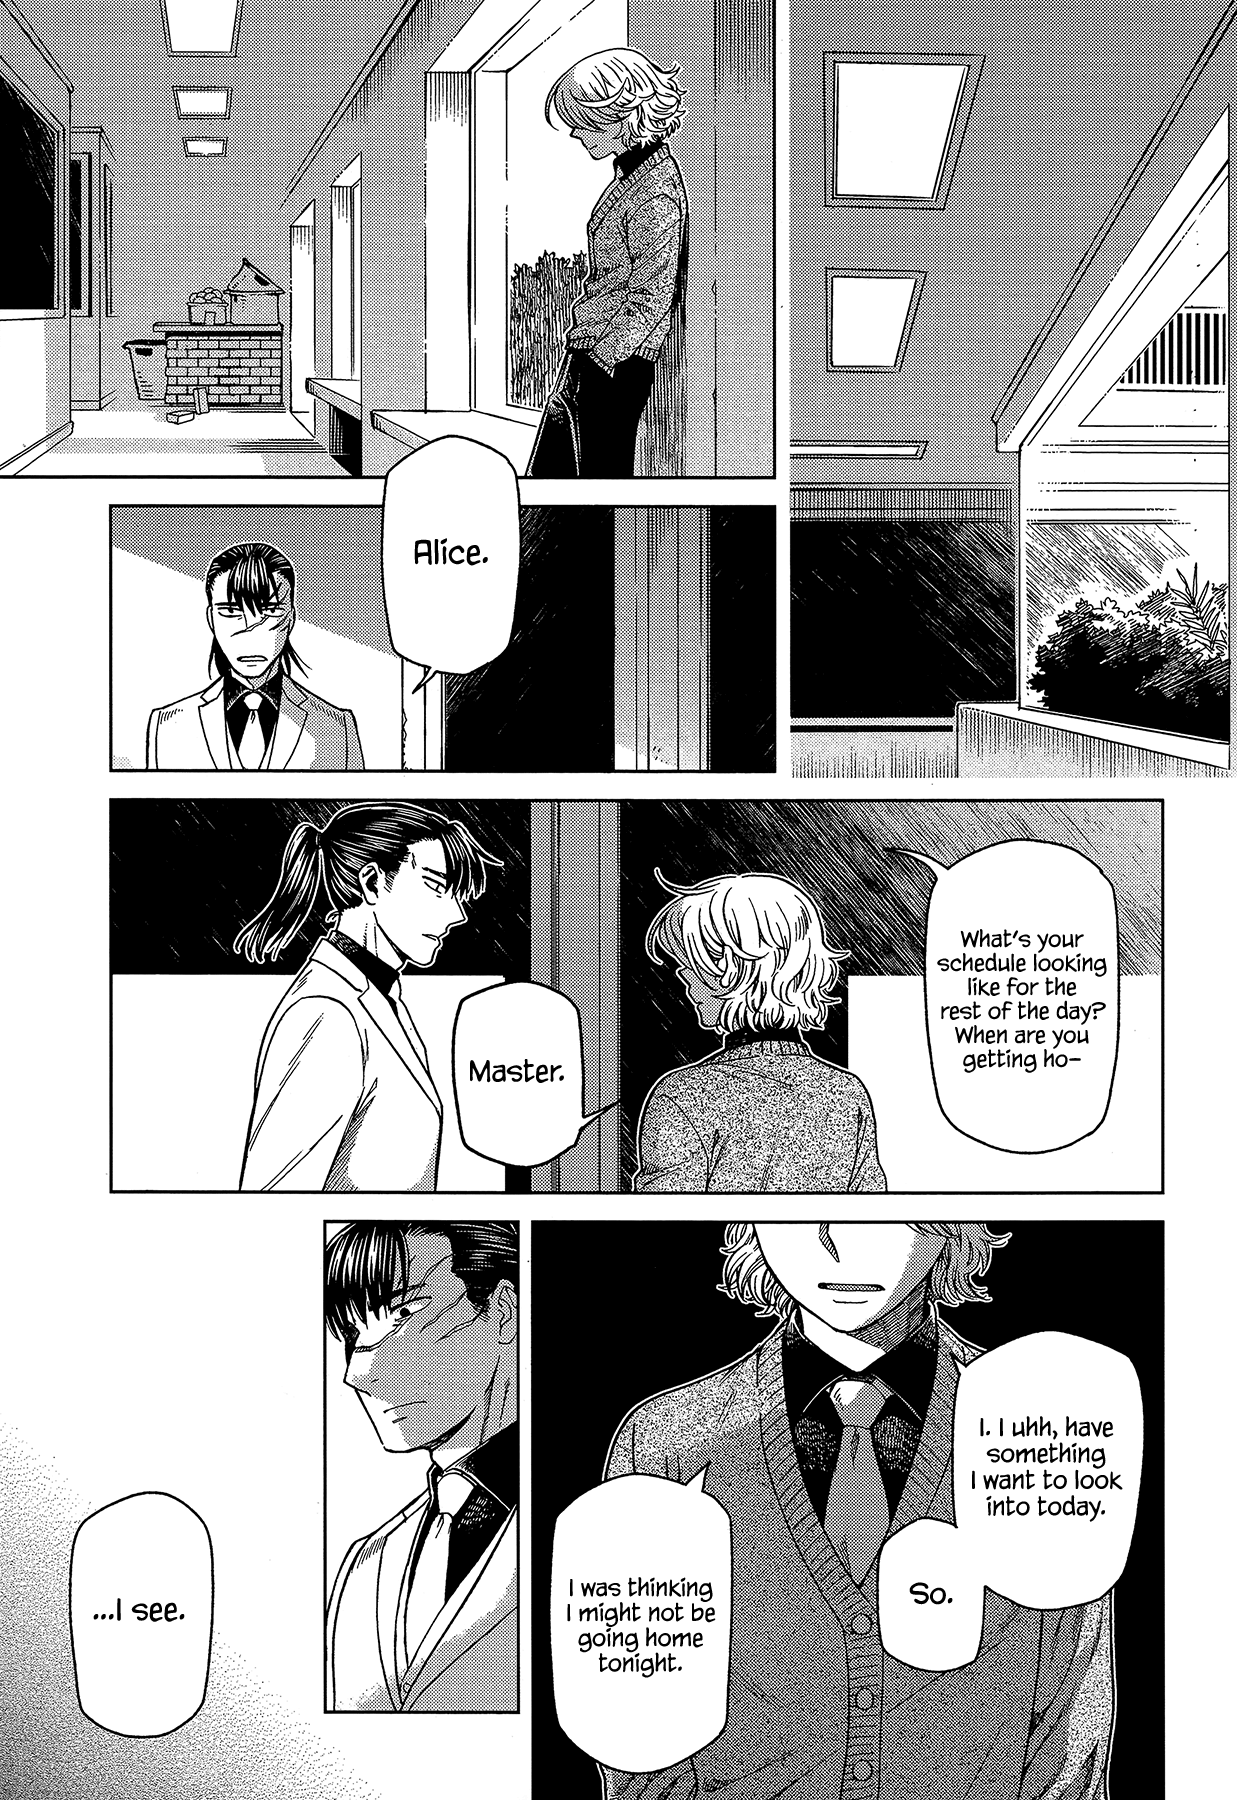 Alice.
What's your
schedule looking
like for the
rest of the day?
When are you
getting ho-
Master.
I. I uhh, have
something
I want to look
into today.
So.
I was thinking
I might not be
going home
tonight.
...I see.